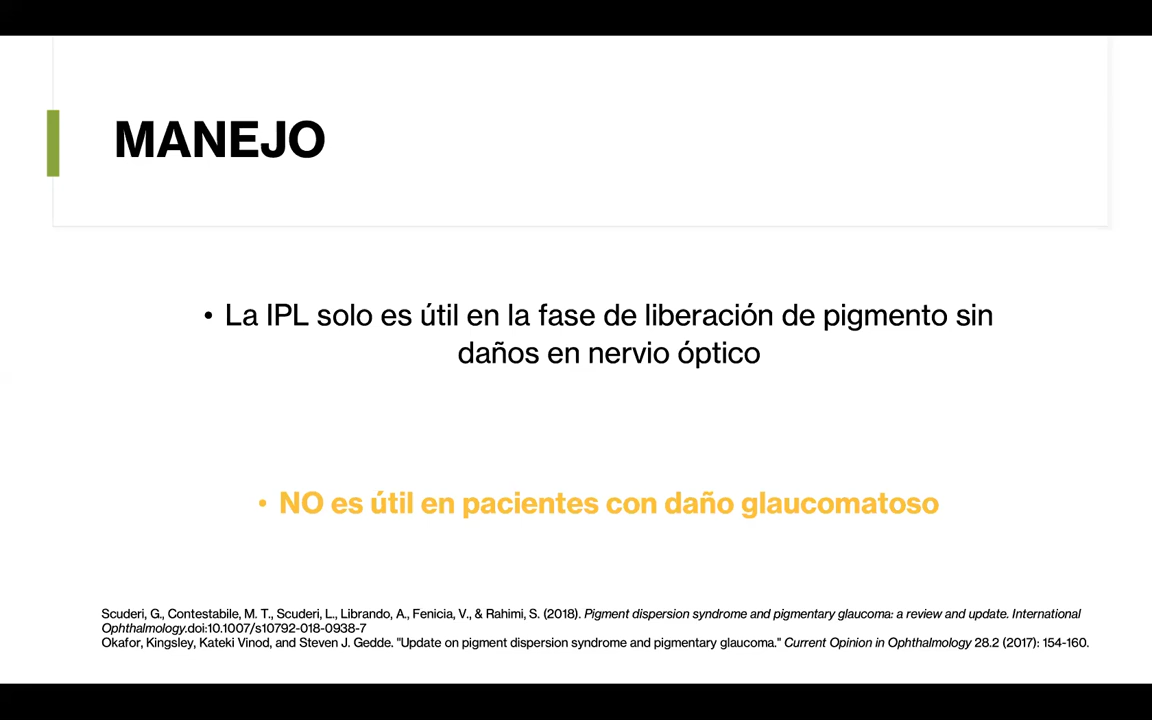 MANEJO
• La IPL solo es útil en la fase de liberación de pigmento sin
daños en nervio óptico
• NO es útil en pacientes con daño glaucomatoso
Scuderi, G., Contestabile, M. T., Scuderi, L., Librando, A., Fenicia, V., & Rahimi, S. (2018). Pigment dispersion syndrome and pigmentary glaucoma: a review and update. International
Ophthalmology.doi:10.1007/s10792-018-0938-7
Okafor, Kingsley, Kateki Vinod, and Steven J. Gedde. "Update on pigment dispersion syndrome and pigmentary glaucoma." Current Opinion in Ophthalmology 28.2 (2017): 154-160.